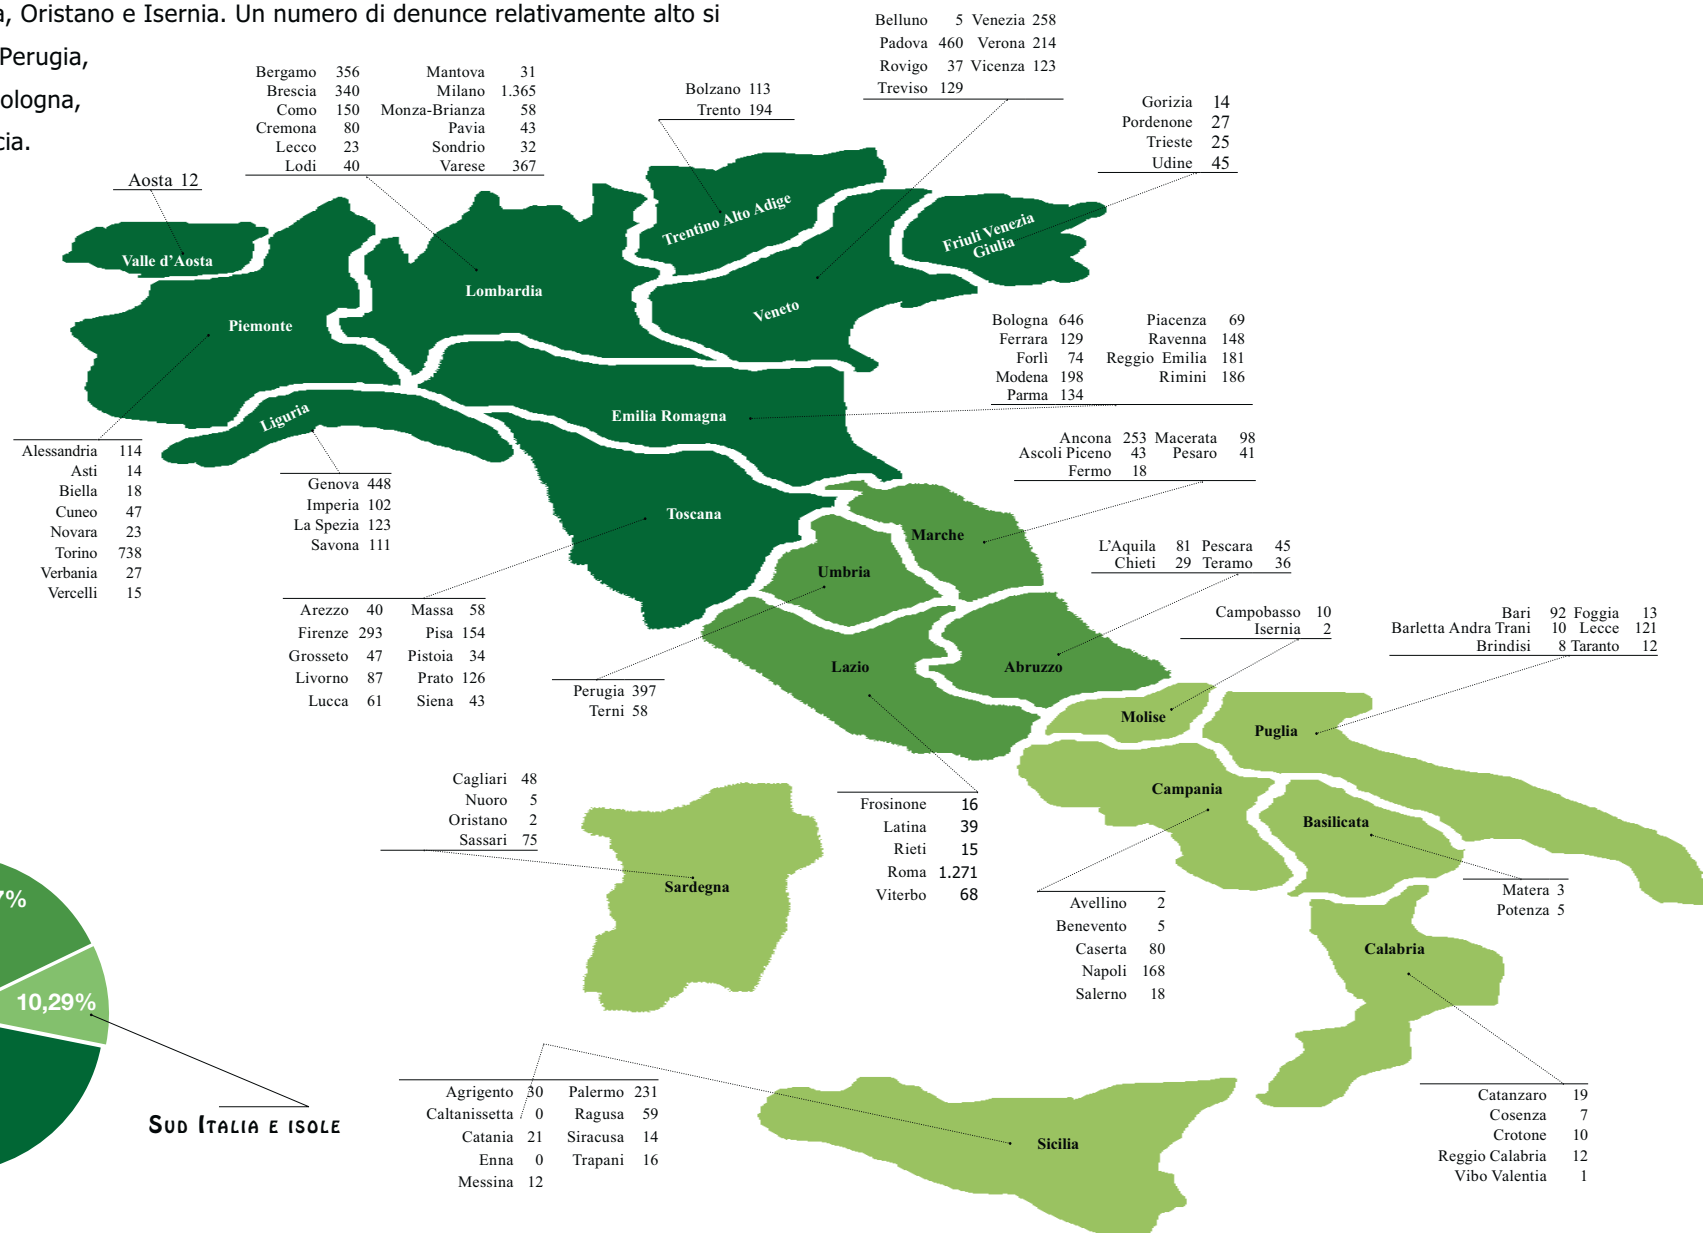 Oristano e Isernia. Un numero di denunce relativamente alto si
Perugia,
Belluno 5 Venezia 258
Padova 460 Verona 214
Rovigo 37 Vicenza 123
Treviso 129
Bergamo 356 Mantova 31
Brescia 340 Milano 1.365
Como 150 Monza-Brianza 58
Cremona 80 Pavia 43
Lecco 23 Sondrio 32
Lodi 40 Varese 367
Bolzano 113
Trento 194
Gorizia 14
Pordenone 27
Trieste 25
Udine 45
Aosta 12
Valle d'Aosta
Trentino Alto Adige
Friuli Venezia
Giulia
Lombardia
Veneto
Piemonte
Liguria
Emilia Romagna
Bologna 646 Piacenza 69
Ferrara 129 Ravenna 148
Forlì 74 Reggio Emilia 181
Modena 198 Rimini 186
Parma 134
Ancona 253 Macerata 98
Ascoli Piceno 43 Pesaro 41
Fermo 18
Alessandria 114
Asti 14
Biella 18
Cuneo 47
Novara 23
Torino 738
Verbania 27
Vercelli 15
Genova 448
Imperia 102
La Spezia 123
Savona 111
Toscana
Marche
Umbria
L'Aquila 81 Pescara 45
Chieti 29 Teramo 36
Arezzo 40 Massa 58
Firenze 293 Pisa 154
Grosseto 47 Pistoia 34
Livorno 87 Prato 126
Lucca 61 Siena 43
Campobasso 10
Isernia 2
Bari 92 Foggia 13
Barletta Andra Trani 10 Lecce 121
Brindisi 8 Taranto 12
Lazio
Abruzzo
Perugia 397
Terni 58
Molise
Puglia
Campania
Basilicata
Cagliari 48
Nuoro 5
Oristano 2
Sassari 75
Sardegna
Frosinone 16
Latina 39
Rieti 15
Roma 1.271
Viterbo 68
Avellino 2
Benevento 5
Caserta 80
Napoli 168
Salerno 18
Matera 3
Potenza 5
Calabria
7%
10,29%
Sud Italia e isole
Agrigento 30 Palermo 231
Caltanissetta 0 Ragusa 59
Catania 21 Siracusa 14
Enna 0 Trapani 16
Messina 12
Sicilia
Catanzaro 19
Cosenza 7
Crotone 10
Reggio Calabria 12
Vibo Valentia 1